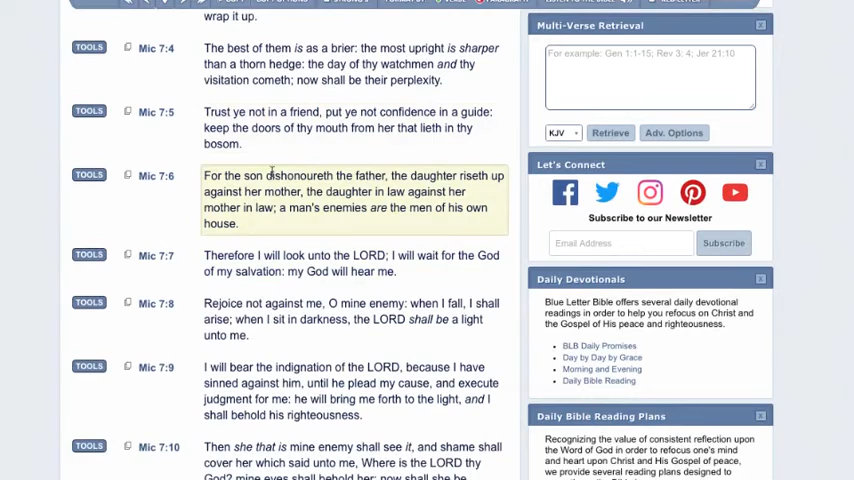 COPY OPTIONS
wrap it up.
TOOLS Mic 7:4 The best of them is as a brier: the most upright is sharper
than a thorn hedge: the day of thy watchmen and thy
visitation cometh; now shall be their perplexity.
TOOLS Mic 7:5 Trust ye not in a friend, put ye not confidence in a guide:
keep the doors of thy mouth from her that lieth in thy
bosom.
TOOLS Mic 7:6 For the son dishonoureth the father, the daughter riseth up
against her mother, the daughter in law against her
mother in law; a man's enemies are the men of his own
house.
TOOLS Mic 7:7 Therefore I will look unto the LORD; I will wait for the God
of my salvation: my God will hear me.
TOOLS Mic 7:8 Rejoice not against me, O mine enemy: when I fall, I shall
arise; when I sit in darkness, the LORD shall be a light
unto me.
TOOLS Mic 7:9 I will bear the indignation of the LORD, because I have
sinned against him, until he plead my cause, and execute
judgment for me: he will bring me forth to the light, and I
shall behold his righteousness.
TOOLS Mic 7:10 Then she that is mine enemy shall see it, and shame shall
cover her which said unto me, Where is the LORD thy
God? mine eyes shall behold her: now shall she be
Multi-Verse Retrieval
For example: Gen 1:1-15; Rev 3; 4; Jer 21:10
KJV Retrieve Adv. Options
Let's Connect
Subscribe to our Newsletter
Email Address Subscribe
Daily Devotionals
Blue Letter Bible offers several daily devotional
readings in order to help you refocus on Christ and
the Gospel of His peace and righteousness.
BLB Daily Promises
Day by Day by Grace
Morning and Evening
Daily Bible Reading
Daily Bible Reading Plans
Recognizing the value of consistent reflection upon
the Word of God in order to refocus one's mind
and heart upon Christ and His Gospel of peace,
we provide several reading plans designed to